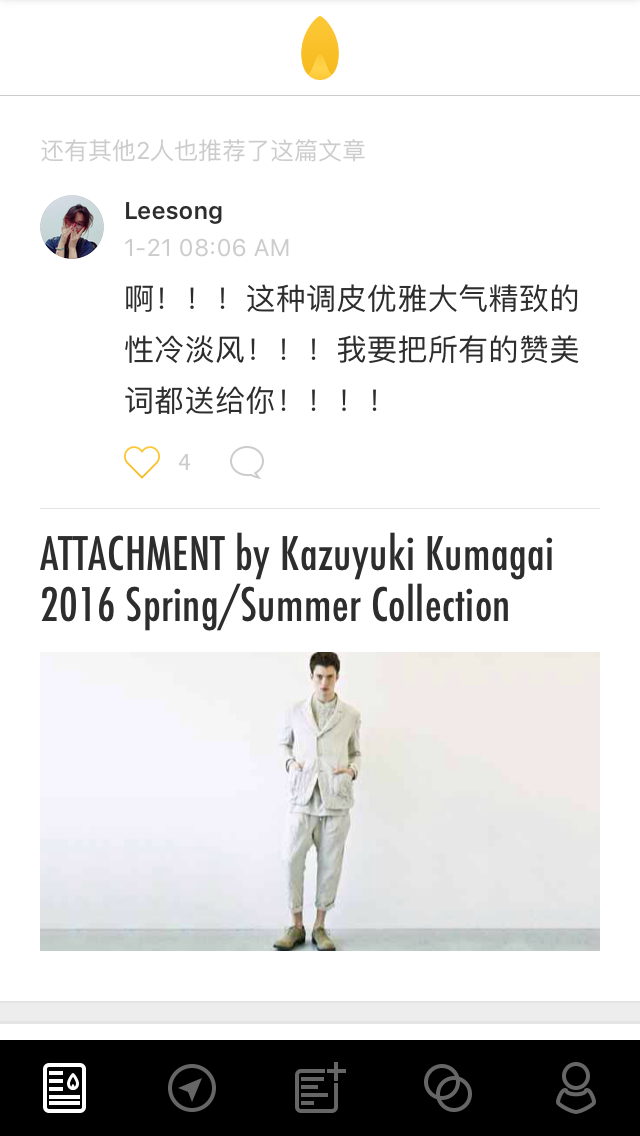 还有其他2人也推荐了这篇文章
Leesong
1-21 08:06 AM
啊！！！这种调皮优雅大气精致的
性冷淡风！！！我要把所有的赞美
词都送给你！！！！
4
ATTACHMENT by Kazuyuki Kumagai
2016 Spring/Summer Collection